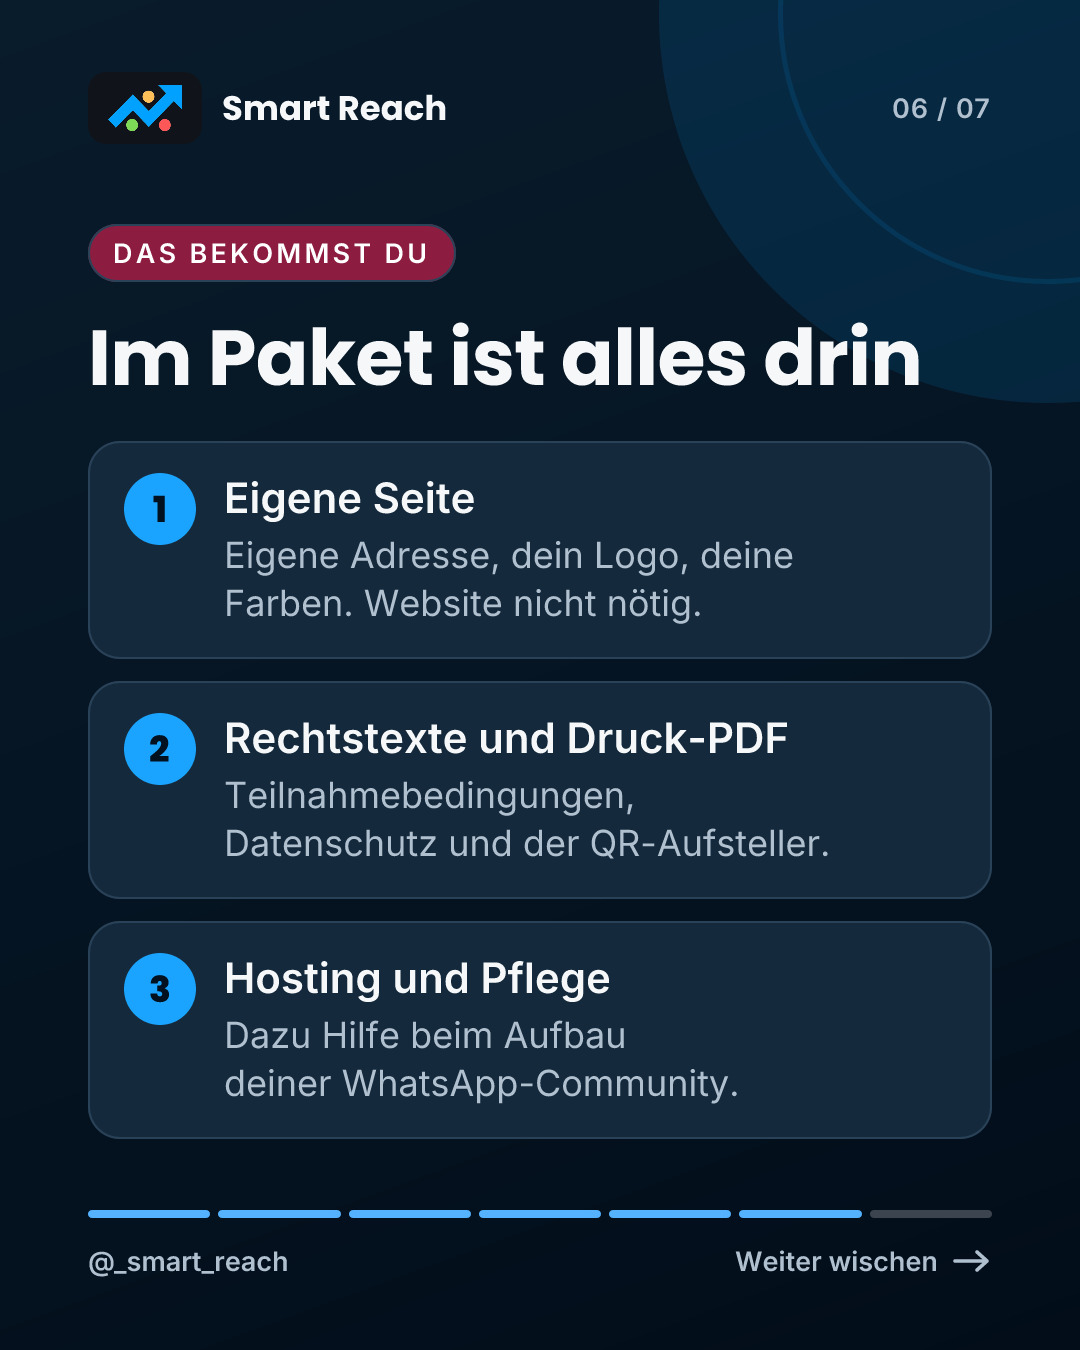 Smart Reach
06 / 07
DAS BEKOMMST DU
Im Paket ist alles drin
1
Eigene Seite
Eigene Adresse, dein Logo, deine
Farben. Website nicht nötig.
2
Rechtstexte und Druck-PDF
Teilnahmebedingungen,
Datenschutz und der QR-Aufsteller.
3
Hosting und Pflege
Dazu Hilfe beim Aufbau
deiner WhatsApp-Community.
@_smart_reach
Weiter wischen →